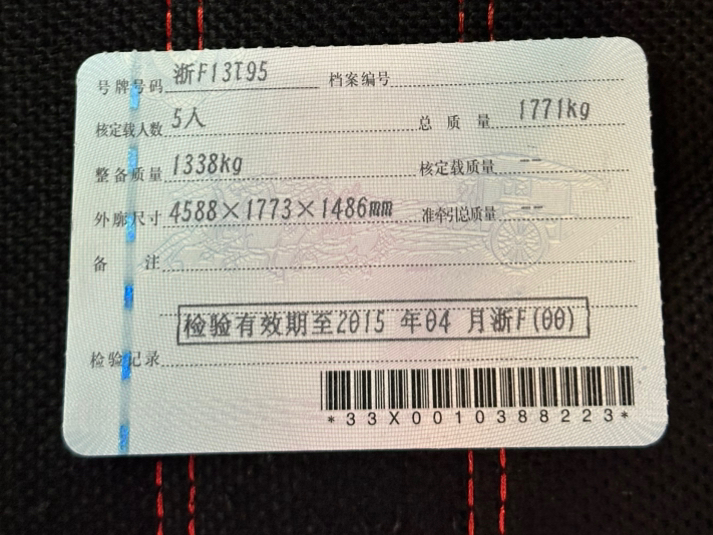 号牌号码 浙F13T95 档案编号
核定载人数 5人 总质量 1771kg
整备质量 1338kg 核定载质量 --
外廓尺寸 4588×1773×1486mm 准牵引总质量 --
备注
检验有效期至2015 年04 月浙F(00)
检验记录
*33X0010388223*